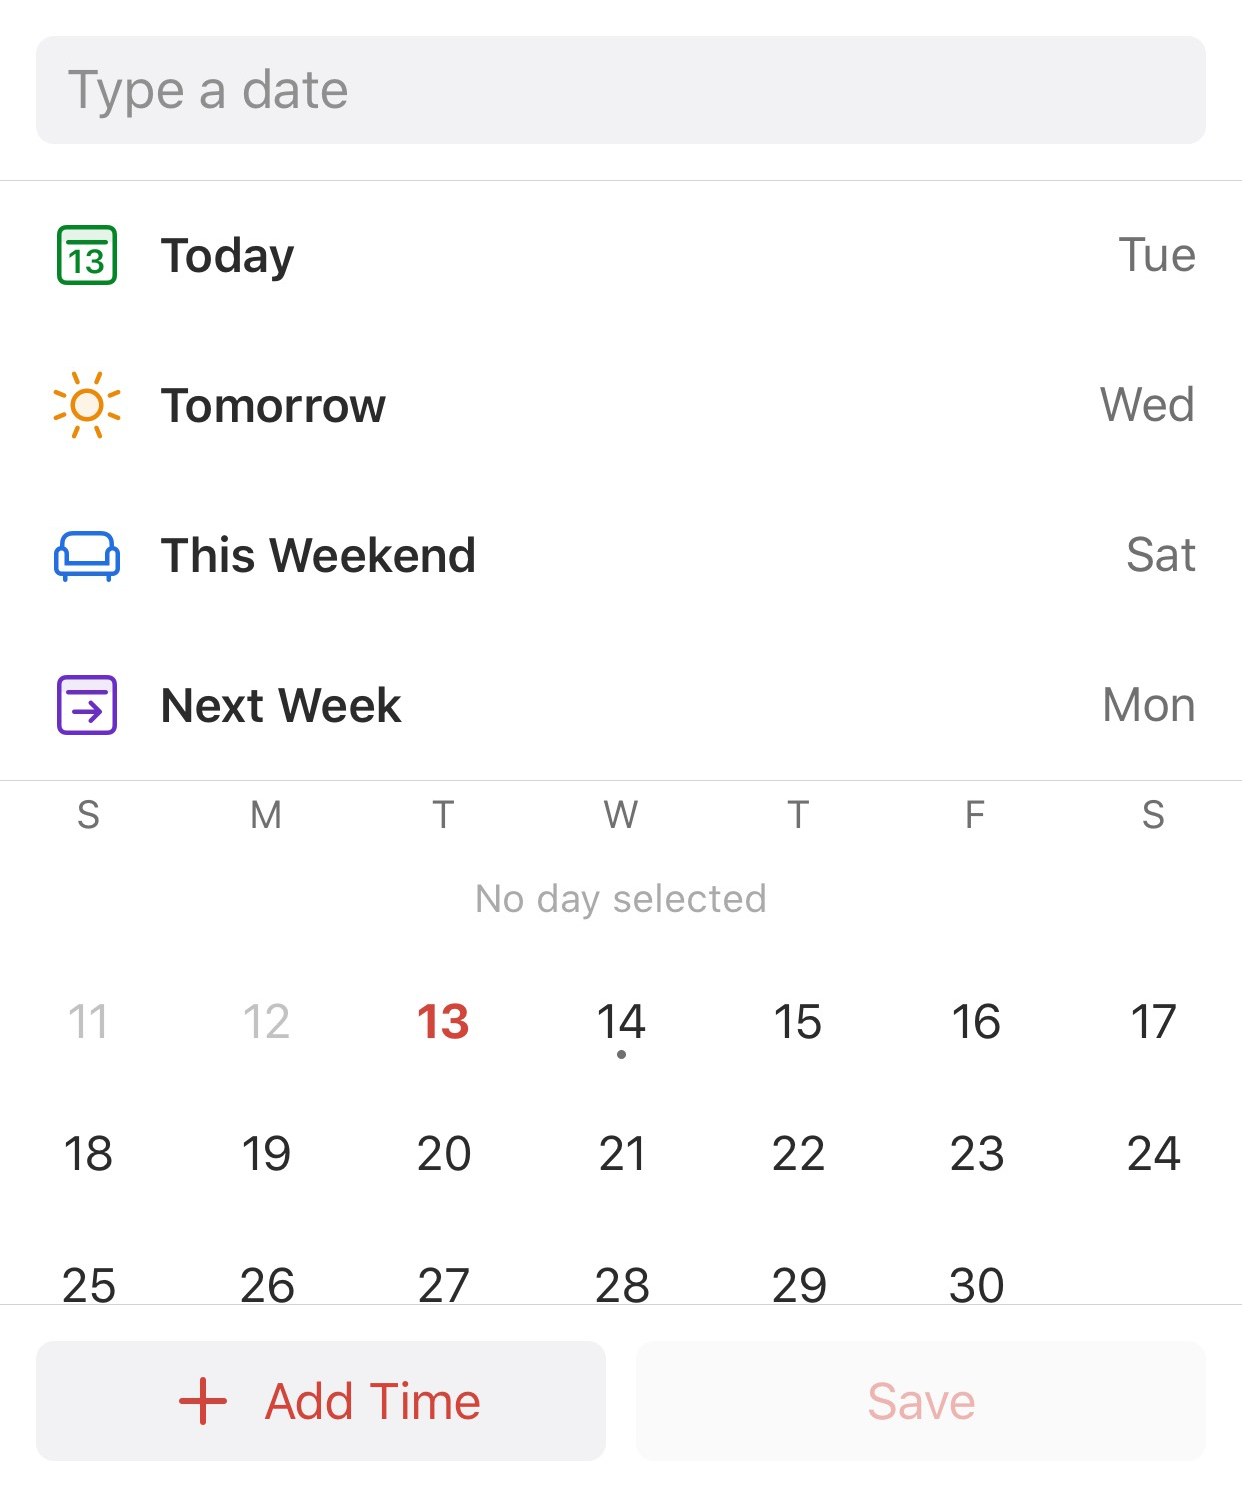 Type a date
13 Today Tue
Tomorrow Wed
This Weekend Sat
Next Week Mon
S M T W T F S
No day selected
11 12 13 14 15 16 17
18 19 20 21 22 23 24
25 26 27 28 29 30
Add Time Save